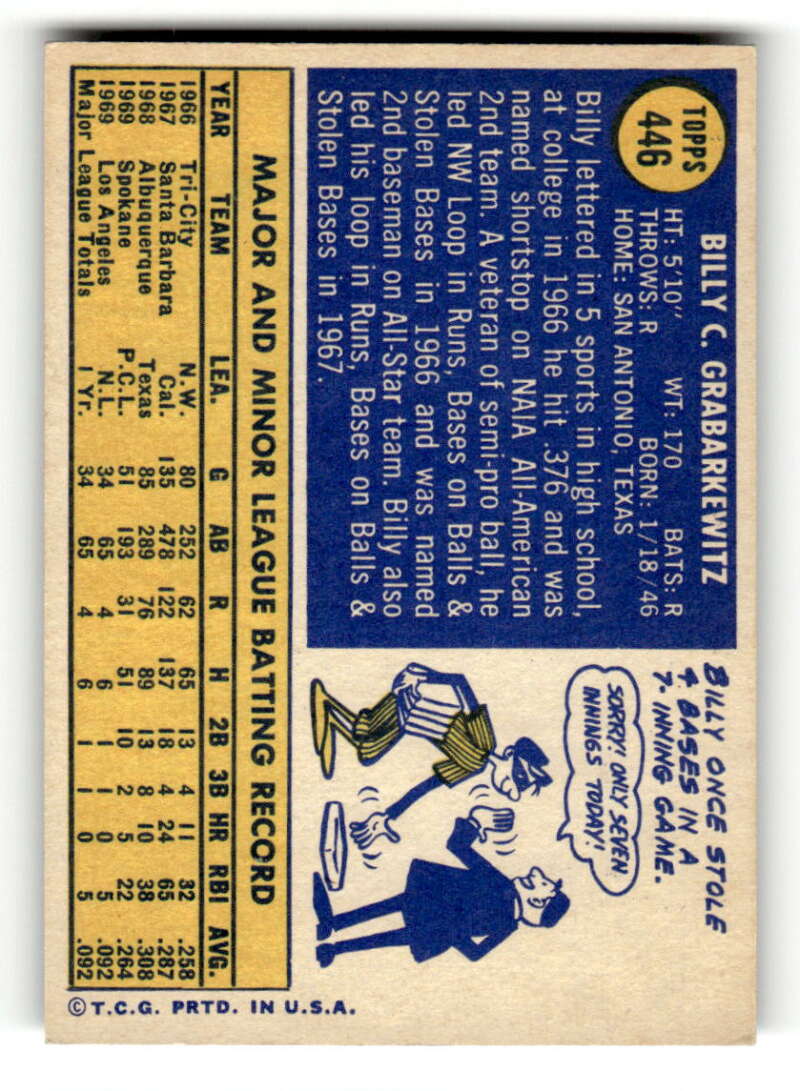 TOPPS
446
BILLY C. GRABARKEWITZ
HT: 5'10" WT: 170 BATS: R
THROWS: R BORN: 1/18/46
HOME: SAN ANTONIO, TEXAS
Billy lettered in 5 sports in high school,
at college in 1966 he hit .376 and was
named shortstop on NAIA All-American
2nd team. A veteran of semi-pro ball, he
led NW Loop in Runs, Bases on Balls &
Stolen Bases in 1966 and was named
2nd baseman on All-Star team. Billy also
led his loop in Runs, Bases on Balls &
Stolen Bases in 1967.
BILLY ONCE STOLE
4 BASES IN A
7-INNING GAME.
SORRY! ONLY SEVEN
INNINGS TODAY!
MAJOR AND MINOR LEAGUE BATTING RECORD
YEAR TEAM LEA. G AB R H 2B 3B HR RBI AVG.
1966 Tri-City N.W. 80 252 62 65 13 4 11 32 .258
1967 Santa Barbara Cal. 135 478 122 137 18 4 24 65 .287
1968 Albuquerque Texas 85 289 76 89 13 8 10 38 .308
1969 Spokane P.C.L. 51 193 31 51 10 2 5 22 .264
1969 Los Angeles N.L. 34 65 4 6 1 1 0 5 .092
Major League Totals 1 Yr. 34 65 4 6 1 1 0 5 .092
© T.C.G. PRTD. IN U.S.A.